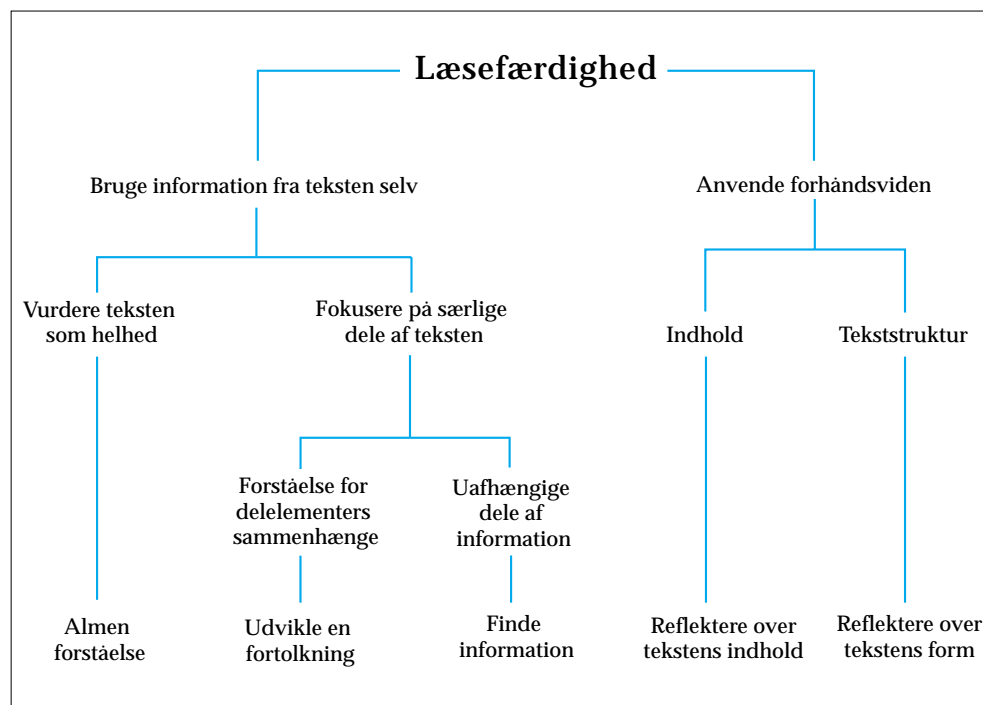 Læsefærdighed
Bruge information fra teksten selv
Anvende forhåndsviden
Vurdere teksten
som helhed
Fokusere på særlige
dele af teksten
Indhold
Tekststruktur
Forståelse for
delelementers
sammenhænge
Uafhængige
dele af
information
Almen
forståelse
Udvikle en
fortolkning
Finde
information
Reflektere over
tekstens indhold
Reflektere over
tekstens form